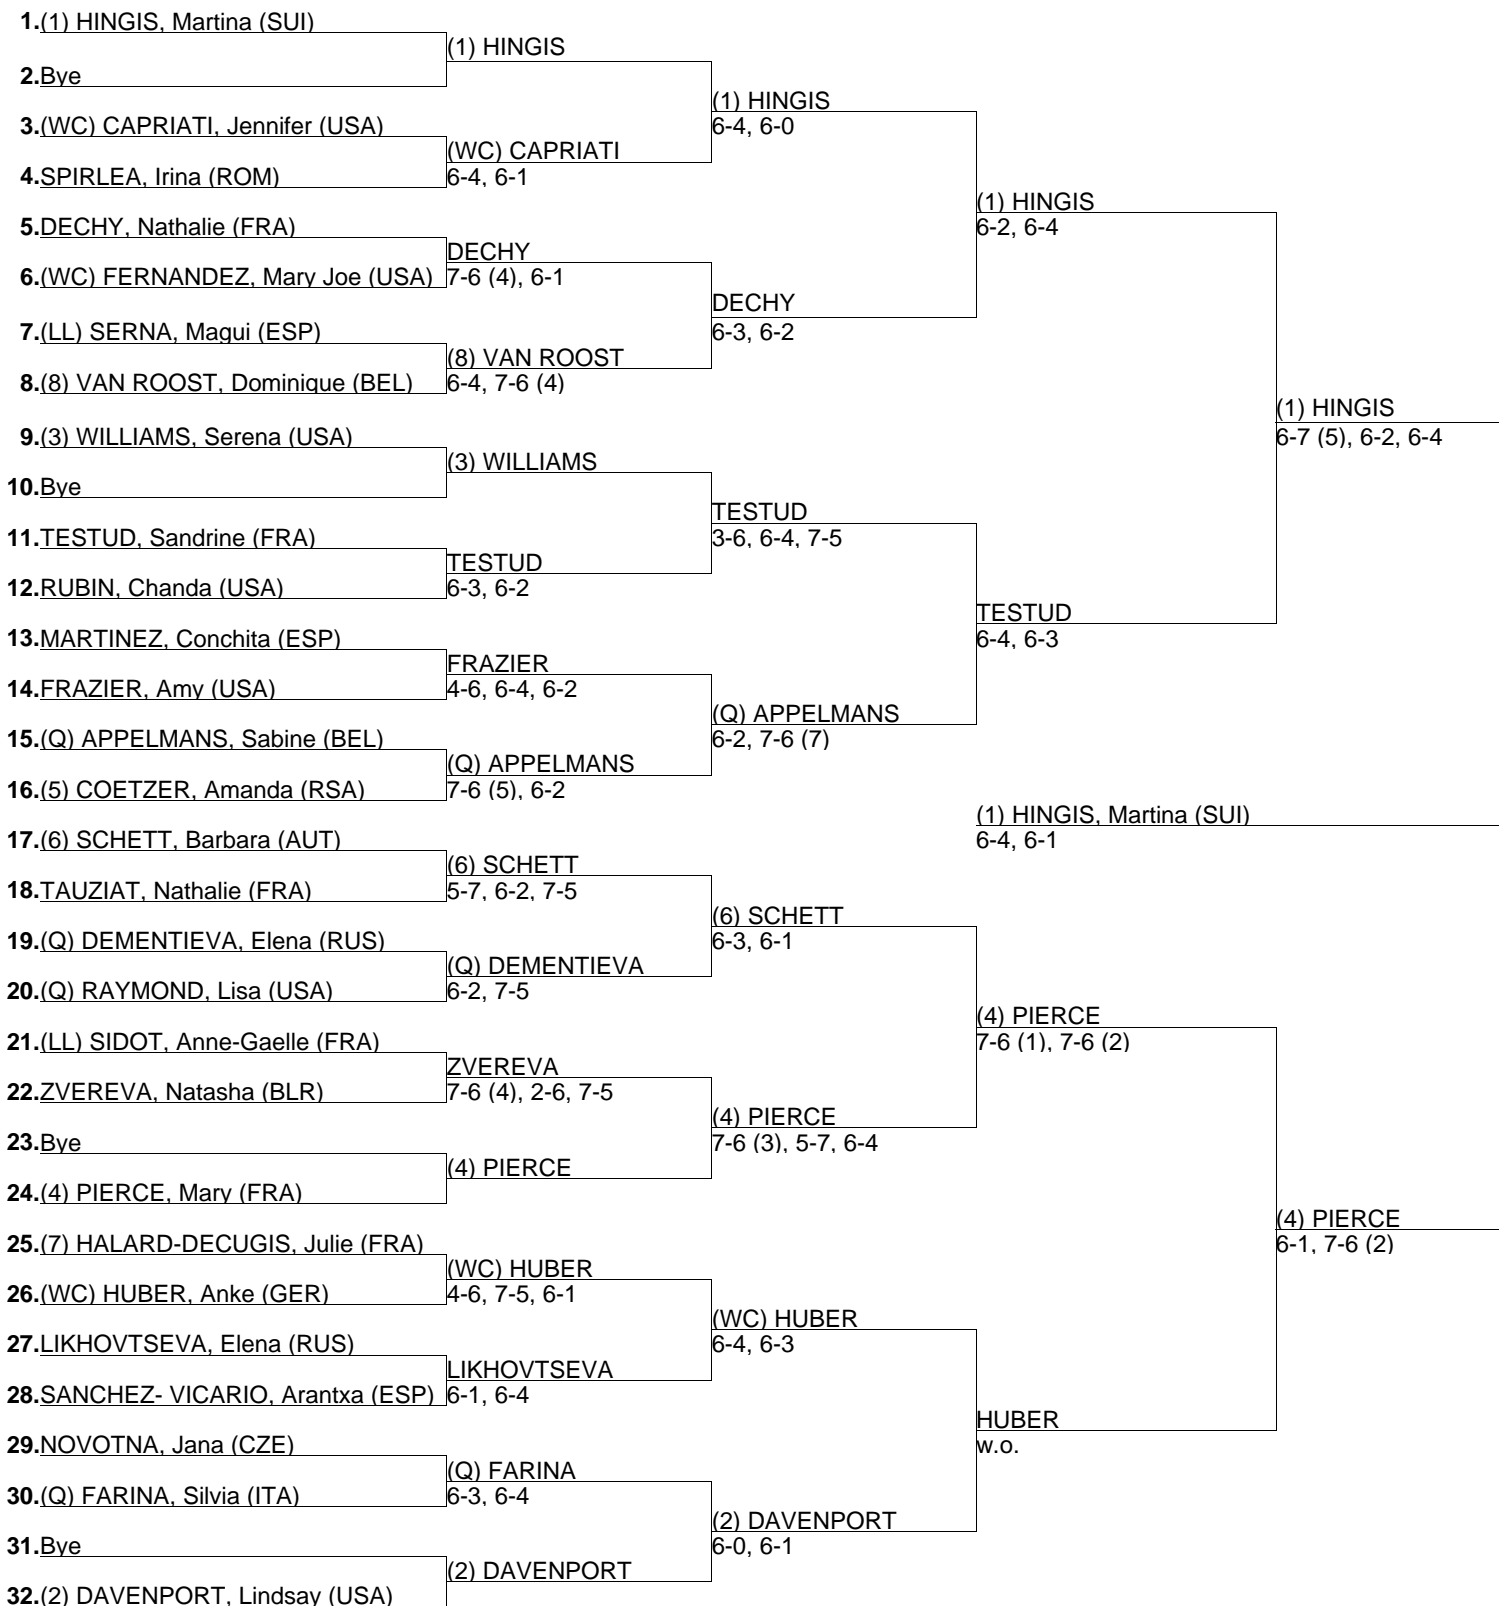 1.(1) HINGIS, Martina (SUI)
2.Bye
3.(WC) CAPRIATI, Jennifer (USA)
4.SPIRLEA, Irina (ROM)
5.DECHY, Nathalie (FRA)
6.(WC) FERNANDEZ, Mary Joe (USA)
7.(LL) SERNA, Magui (ESP)
8.(8) VAN ROOST, Dominique (BEL)
9.(3) WILLIAMS, Serena (USA)
10.Bye
11.TESTUD, Sandrine (FRA)
12.RUBIN, Chanda (USA)
13.MARTINEZ, Conchita (ESP)
14.FRAZIER, Amy (USA)
15.(Q) APPELMANS, Sabine (BEL)
16.(5) COETZER, Amanda (RSA)
17.(6) SCHETT, Barbara (AUT)
18.TAUZIAT, Nathalie (FRA)
19.(Q) DEMENTIEVA, Elena (RUS)
20.(Q) RAYMOND, Lisa (USA)
21.(LL) SIDOT, Anne-Gaelle (FRA)
22.ZVEREVA, Natasha (BLR)
23.Bye
24.(4) PIERCE, Mary (FRA)
25.(7) HALARD-DECUGIS, Julie (FRA)
26.(WC) HUBER, Anke (GER)
27.LIKHOVTSEVA, Elena (RUS)
28.SANCHEZ- VICARIO, Arantxa (ESP)
29.NOVOTNA, Jana (CZE)
30.(Q) FARINA, Silvia (ITA)
31.Bye
32.(2) DAVENPORT, Lindsay (USA)
(1) HINGIS
(WC) CAPRIATI
6-4, 6-1
DECHY
7-6 (4), 6-1
(8) VAN ROOST
6-4, 7-6 (4)
(3) WILLIAMS
TESTUD
6-3, 6-2
FRAZIER
4-6, 6-4, 6-2
(Q) APPELMANS
7-6 (5), 6-2
(6) SCHETT
5-7, 6-2, 7-5
(Q) DEMENTIEVA
6-2, 7-5
ZVEREVA
7-6 (4), 2-6, 7-5
(4) PIERCE
(WC) HUBER
4-6, 7-5, 6-1
LIKHOVTSEVA
6-1, 6-4
(Q) FARINA
6-3, 6-4
(2) DAVENPORT
(1) HINGIS
6-4, 6-0
DECHY
6-3, 6-2
TESTUD
3-6, 6-4, 7-5
(Q) APPELMANS
6-2, 7-6 (7)
(6) SCHETT
6-3, 6-1
(4) PIERCE
7-6 (3), 5-7, 6-4
(WC) HUBER
6-4, 6-3
(2) DAVENPORT
6-0, 6-1
(1) HINGIS
6-2, 6-4
TESTUD
6-4, 6-3
(4) PIERCE
7-6 (1), 7-6 (2)
HUBER
w.o.
(1) HINGIS
6-7 (5), 6-2, 6-4
(4) PIERCE
6-1, 7-6 (2)
(1) HINGIS, Martina (SUI)
6-4, 6-1